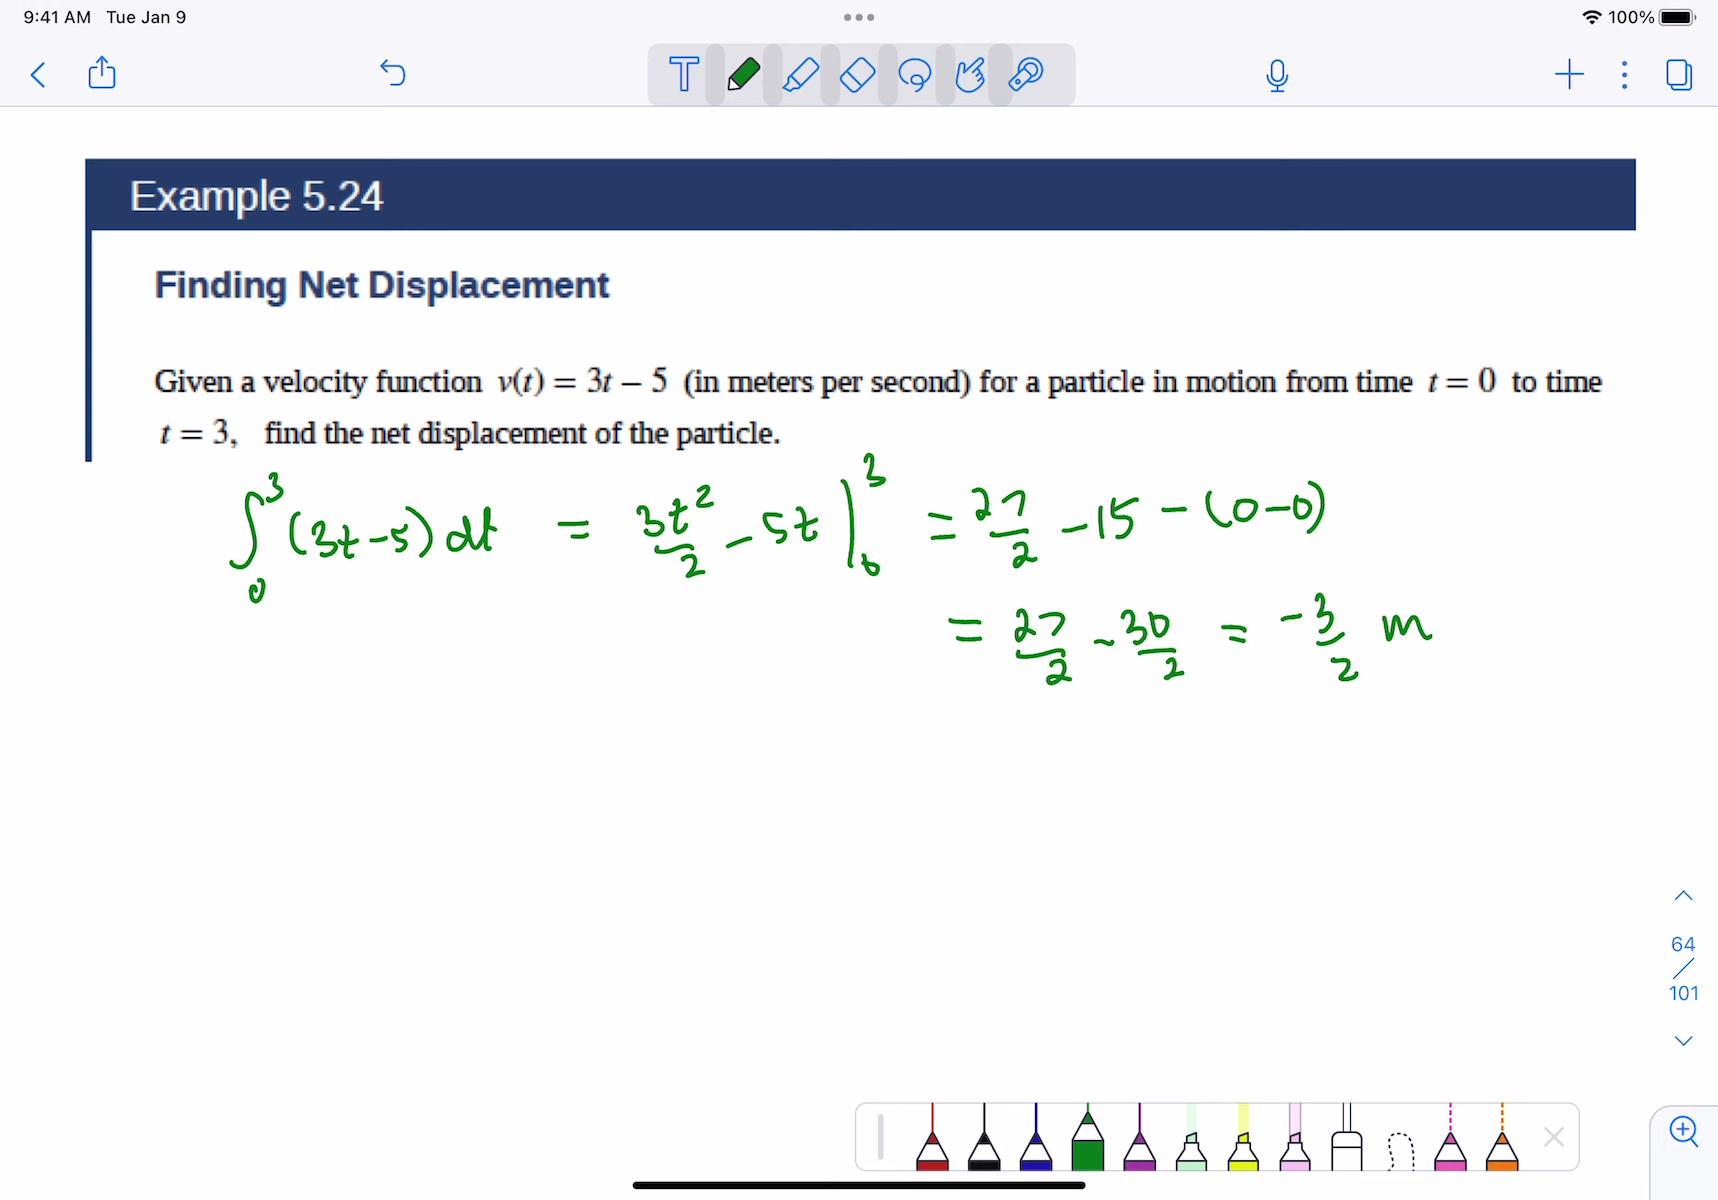 9:41 AM Tue Jan 9
100%
Example 5.24
Finding Net Displacement
Given a velocity function v(t) = 3t − 5 (in meters per second) for a particle in motion from time t = 0 to time
t = 3, find the net displacement of the particle.
∫₀³ (3t − 5) dt = 3t²/2 − 5t |₀³ = 27/2 − 15 − (0 − 0)
= 27/2 − 30/2 = −3/2 m
64
/
101